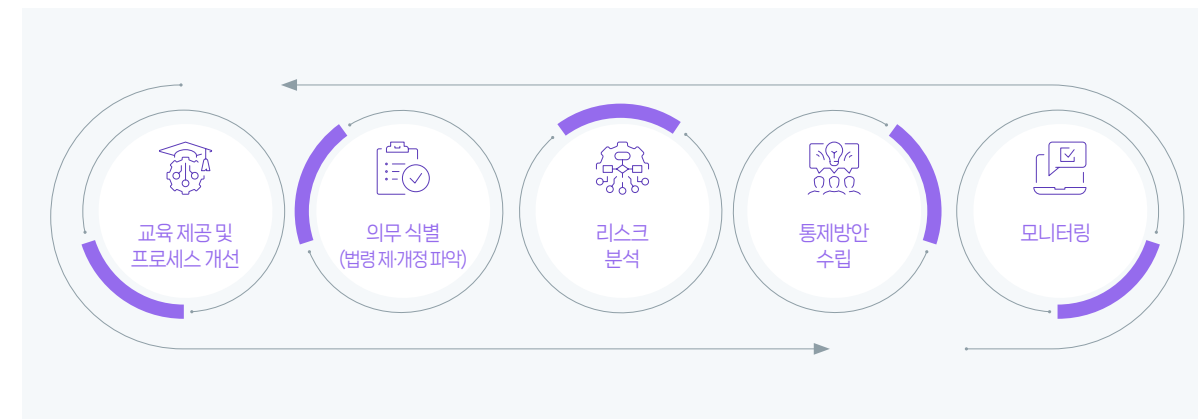 교육 제공 및
프로세스 개선
의무 식별
(법령 제·개정 파악)
리스크
분석
통제방안
수립
모니터링